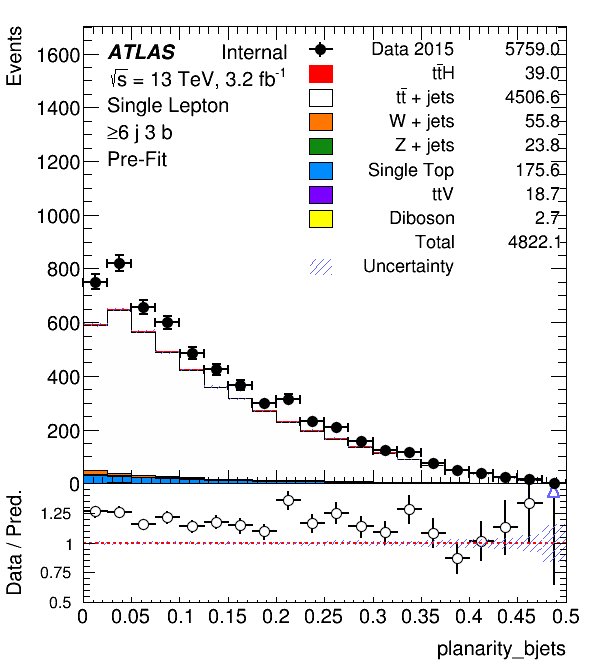 Events
1600
1400
1200
1000
800
600
400
200
0
ATLAS Internal
√s = 13 TeV, 3.2 fb⁻¹
Single Lepton
≥6 j 3 b
Pre-Fit
Data 2015 5759.0
tt̄H 39.0
tt̄ + jets 4506.6
W + jets 55.8
Z + jets 23.8
Single Top 175.6
ttV 18.7
Diboson 2.7
Total 4822.1
Uncertainty
Data / Pred.
1.25
1
0.75
0.5
0 0.05 0.1 0.15 0.2 0.25 0.3 0.35 0.4 0.45 0.5
planarity_bjets